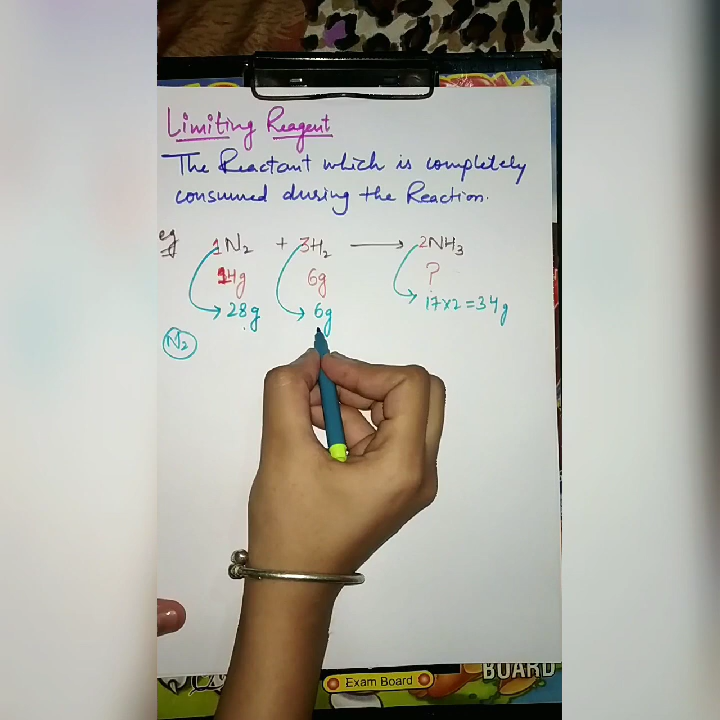 Limiting Reagent
The Reactant which is completely
consumed during the Reaction.
eg 1N₂ + 3H₂ ⟶ 2NH₃
14g 6g ?
28g 6g 17×2=34g
N₂
Exam Board
BOARD